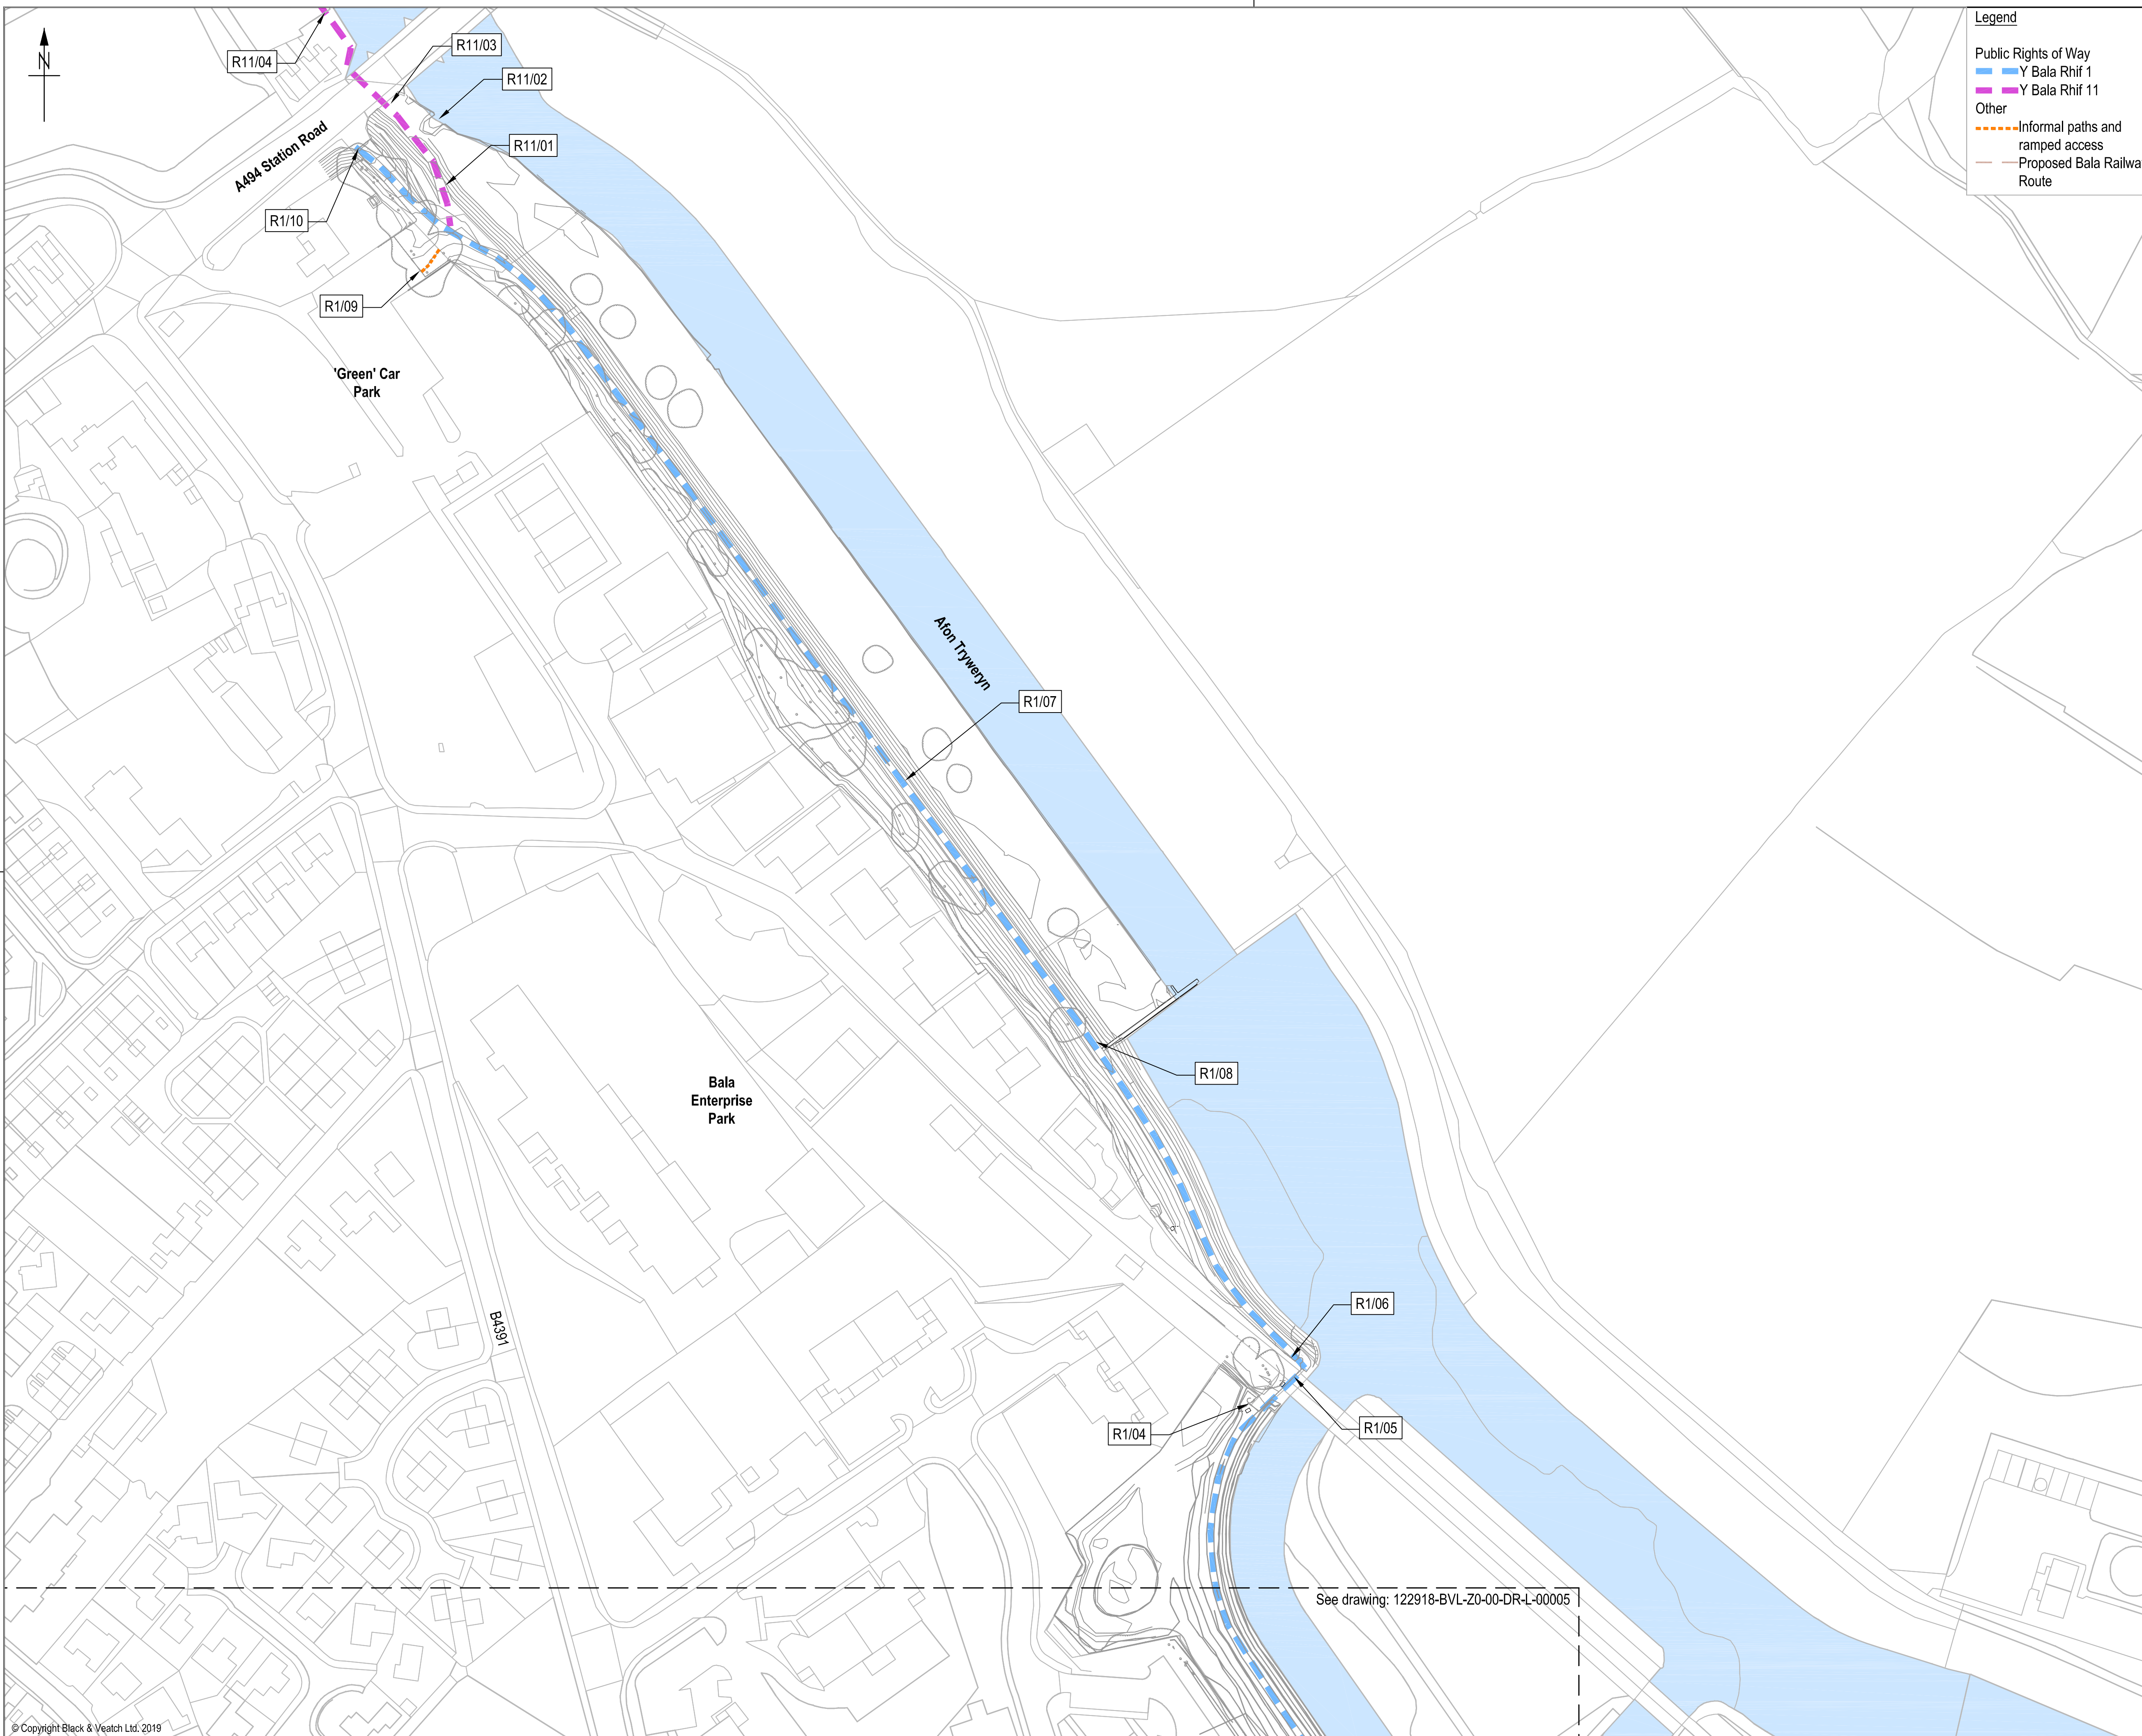 Legend
Public Rights of Way
Y Bala Rhif 1
Y Bala Rhif 11
Other
Informal paths and
ramped access
Proposed Bala Railwa
Route
N
R11/04
R11/03
R11/02
R11/01
A494 Station Road
R1/10
R1/09
'Green' Car
Park
Afon Tryweryn
R1/07
R1/08
Bala
Enterprise
Park
B4391
R1/06
R1/05
R1/04
See drawing: 122918-BVL-Z0-00-DR-L-00005
© Copyright Black & Veatch Ltd. 2019